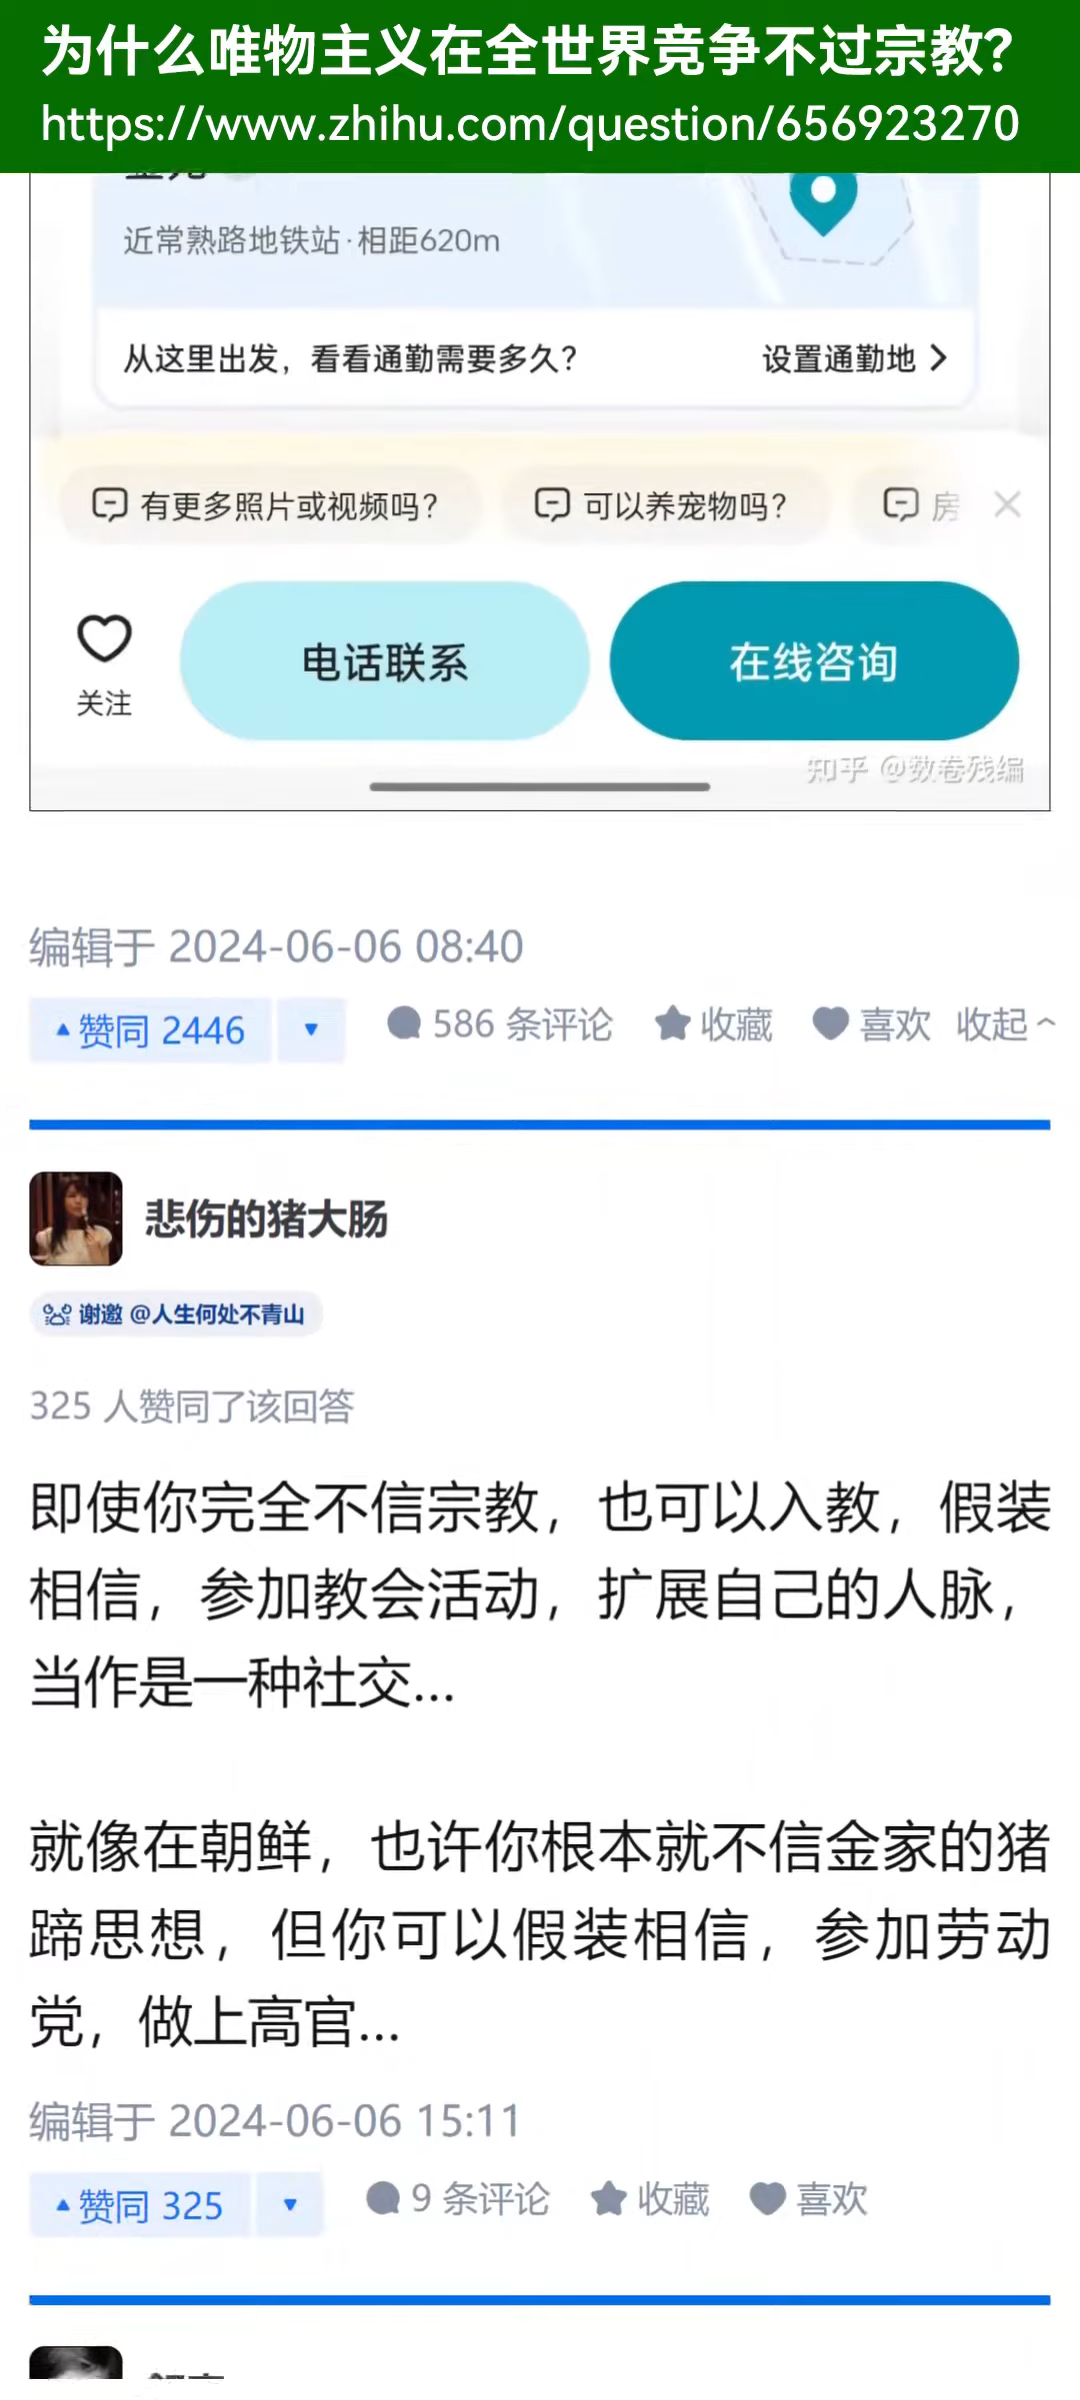 为什么唯物主义在全世界竞争不过宗教?
https://www.zhihu.com/question/656923270
近常熟路地铁站·相距620m
从这里出发，看看通勤需要多久?
设置通勤地
有更多照片或视频吗?
可以养宠物吗?
房
关注
电话联系
在线咨询
知乎 @数卷残编
编辑于 2024-06-06 08:40
赞同 2446
586 条评论
收藏
喜欢
收起
悲伤的猪大肠
谢邀 @人生何处不青山
325 人赞同了该回答
即使你完全不信宗教，也可以入教，假装
相信，参加教会活动，扩展自己的人脉，
当作是一种社交...
就像在朝鲜，也许你根本就不信金家的猪
蹄思想，但你可以假装相信，参加劳动
党，做上高官...
编辑于 2024-06-06 15:11
赞同 325
9 条评论
收藏
喜欢